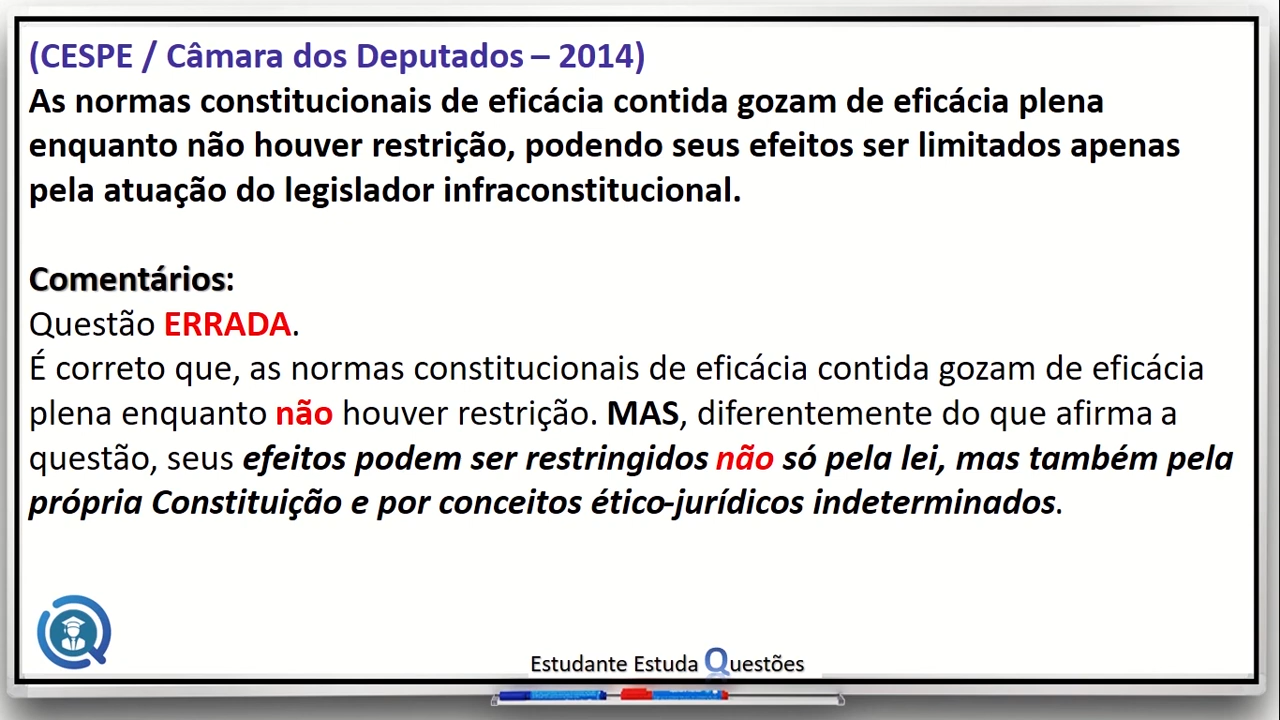 (CESPE / Câmara dos Deputados – 2014)
As normas constitucionais de eficácia contida gozam de eficácia plena
enquanto não houver restrição, podendo seus efeitos ser limitados apenas
pela atuação do legislador infraconstitucional.
Comentários:
Questão ERRADA.
É correto que, as normas constitucionais de eficácia contida gozam de eficácia
plena enquanto não houver restrição. MAS, diferentemente do que afirma a
questão, seus efeitos podem ser restringidos não só pela lei, mas também pela
própria Constituição e por conceitos ético-jurídicos indeterminados.
Estudante Estuda Questões